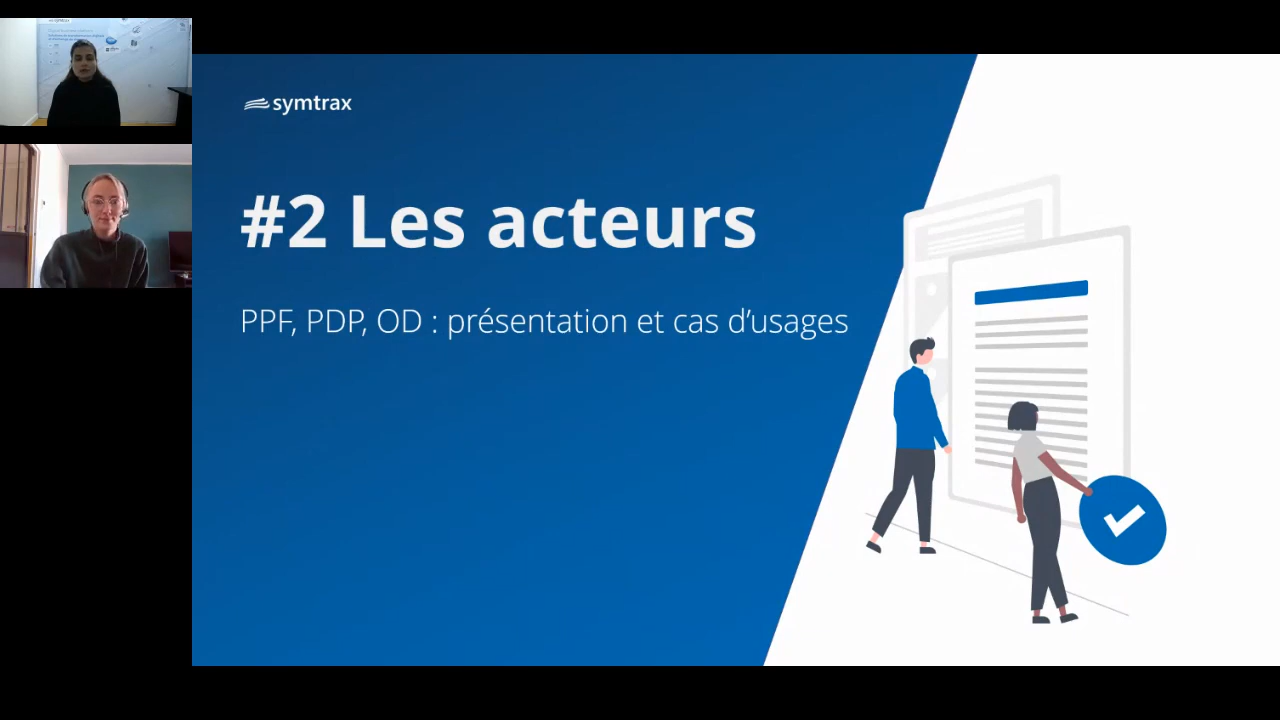 symtrax
#2 Les acteurs
PPF, PDP, OD : présentation et cas d’usages